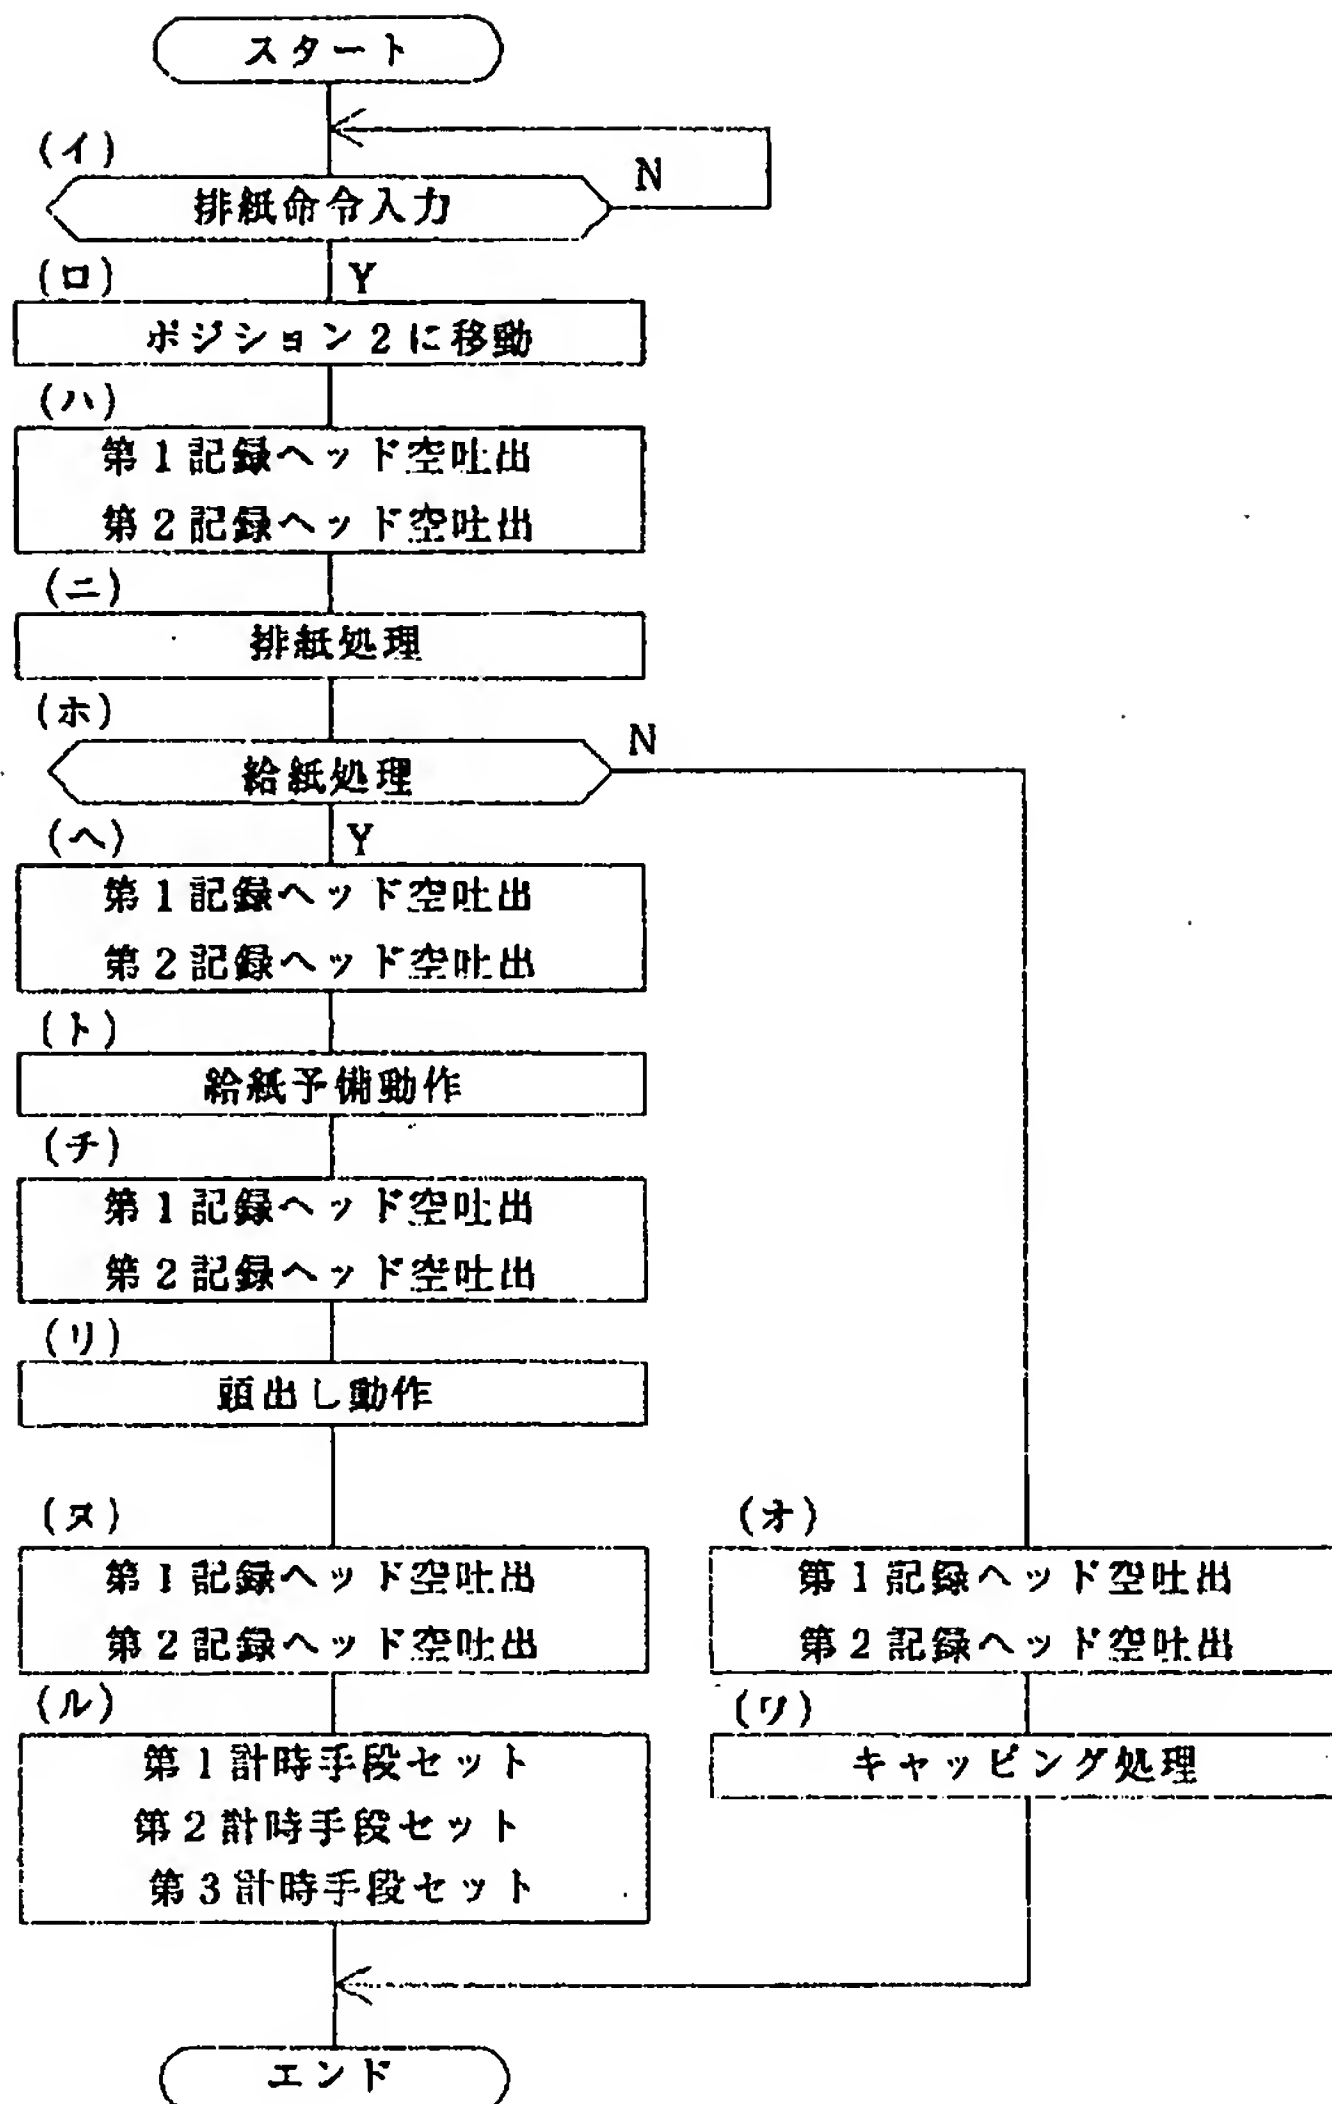 スタート
(イ)
N
排紙命令入力
(ロ)
Y
ポジション2に移動
(ハ)
第1記録ヘッド空吐出
第2記録ヘッド空吐出
(ニ)
排紙処理
(ホ)
N
給紙処理
(ヘ)
Y
第1記録ヘッド空吐出
第2記録ヘッド空吐出
(ト)
給紙予備動作
(チ)
第1記録ヘッド空吐出
第2記録ヘッド空吐出
(リ)
頭出し動作
(ヌ)
第1記録ヘッド空吐出
第2記録ヘッド空吐出
(ル)
第1計時手段セット
第2計時手段セット
第3計時手段セット
(オ)
第1記録ヘッド空吐出
第2記録ヘッド空吐出
(ワ)
キャッピング処理
エンド